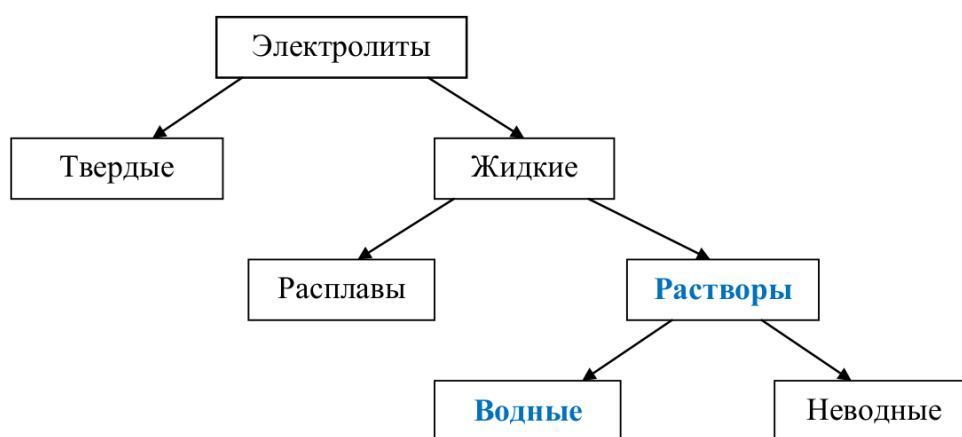 Электролиты
Твердые
Жидкие
Расплавы
Растворы
Водные
Неводные